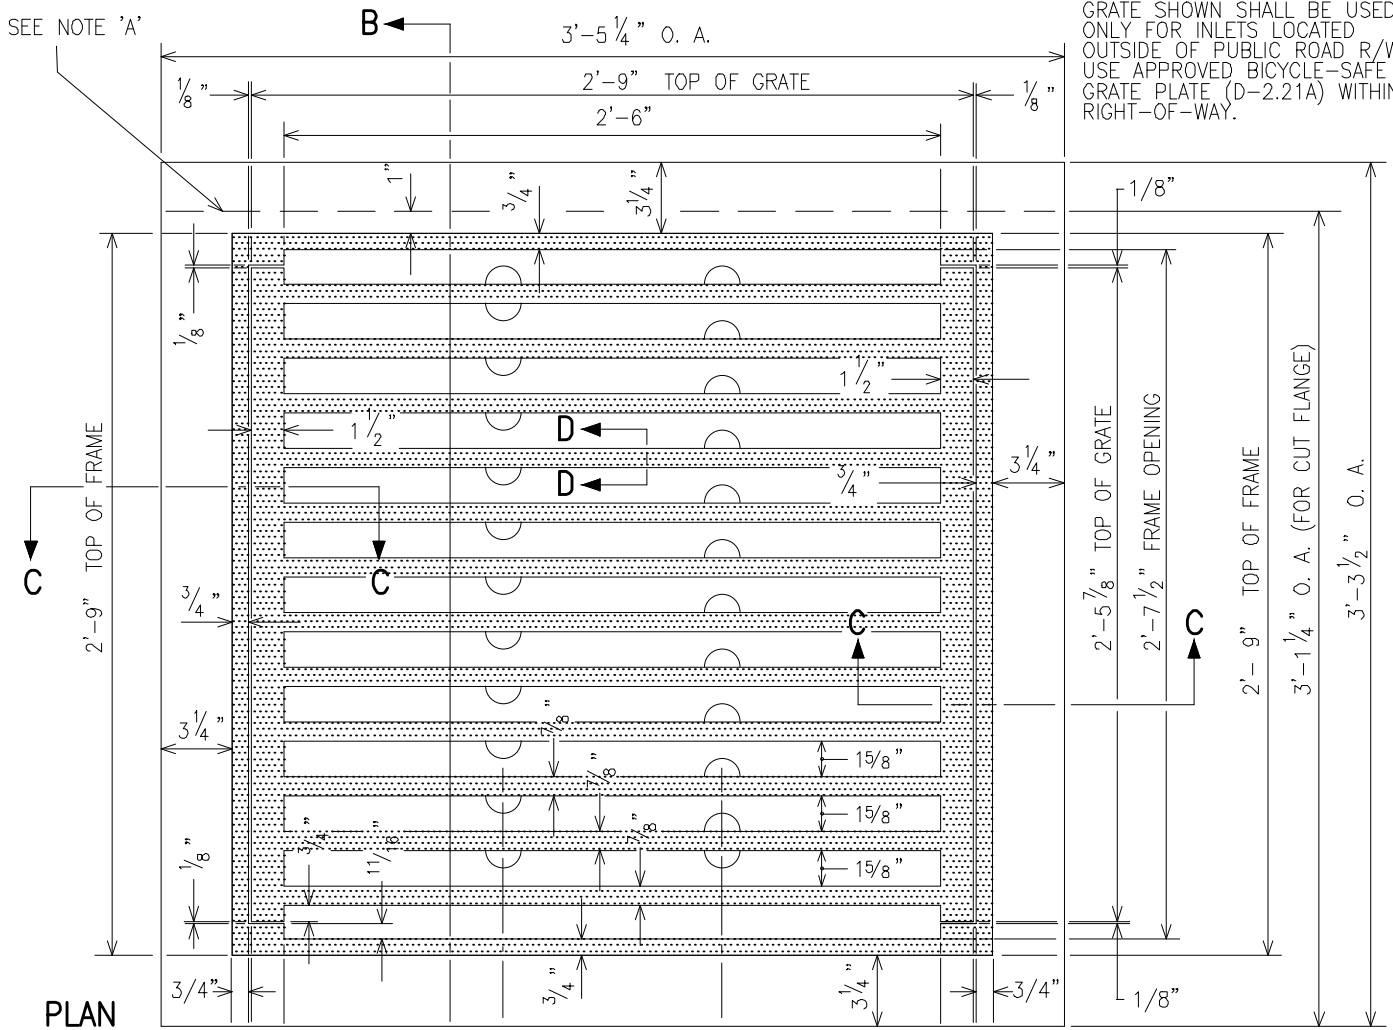 SEE NOTE 'A'
B
3'-5 1/4" O. A.
GRATE SHOWN SHALL BE USED
ONLY FOR INLETS LOCATED
OUTSIDE OF PUBLIC ROAD R/W
USE APPROVED BICYCLE-SAFE
GRATE PLATE (D-2.21A) WITHIN
RIGHT-OF-WAY.
1/8"
2'-9" TOP OF GRATE
1/8"
2'-6"
1"
3/4"
3 1/4"
1/8"
1/8"
1 1/2"
1 1/2"
D
D
3/4"
3 1/4"
C
C
2'-9" TOP OF FRAME
3/4"
C
C
2'-5 7/8" TOP OF GRATE
2'-7 1/2" FRAME OPENING
2'- 9" TOP OF FRAME
3'-1 1/4" O. A. (FOR CUT FLANGE)
3'-3 1/2" O. A.
3 1/4"
7/8"
7/8"
7/8"
15/8"
15/8"
15/8"
1/8"
3/4"
11/16"
3/4"
3/4"
3 1/4"
3/4"
1/8"
PLAN